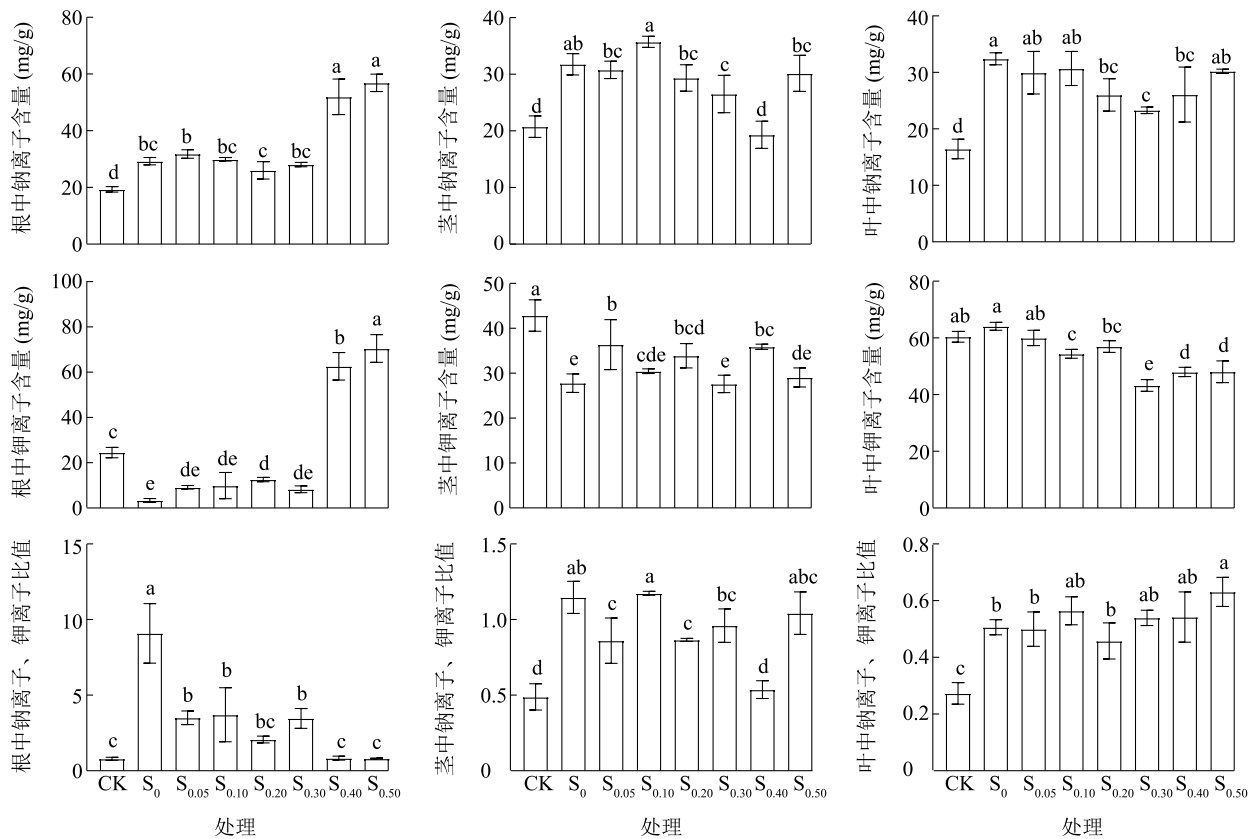 根中钠离子含量 (mg/g)
80
60
40
20
0
d
bc
b
bc
c
bc
a
a
茎中钠离子含量 (mg/g)
40
30
20
10
0
d
ab
bc
a
bc
c
d
bc
叶中钠离子含量 (mg/g)
40
30
20
10
0
d
a
ab
ab
bc
c
bc
ab
根中钾离子含量 (mg/g)
100
80
60
40
20
0
c
e
de
de
d
de
b
a
茎中钾离子含量 (mg/g)
50
40
30
20
10
0
a
e
b
cde
bcd
e
bc
de
叶中钾离子含量 (mg/g)
80
60
40
20
0
ab
a
ab
c
bc
e
d
d
根中钠离子、钾离子比值
15
10
5
0
c
a
b
b
bc
b
c
c
CK S0 S0.05 S0.10 S0.20 S0.30 S0.40 S0.50
处理
茎中钠离子、钾离子比值
1.5
1.0
0.5
0
d
ab
c
a
c
bc
d
abc
CK S0 S0.05 S0.10 S0.20 S0.30 S0.40 S0.50
处理
叶中钠离子、钾离子比值
0.8
0.6
0.4
0.2
0
c
b
b
ab
b
ab
ab
a
CK S0 S0.05 S0.10 S0.20 S0.30 S0.40 S0.50
处理